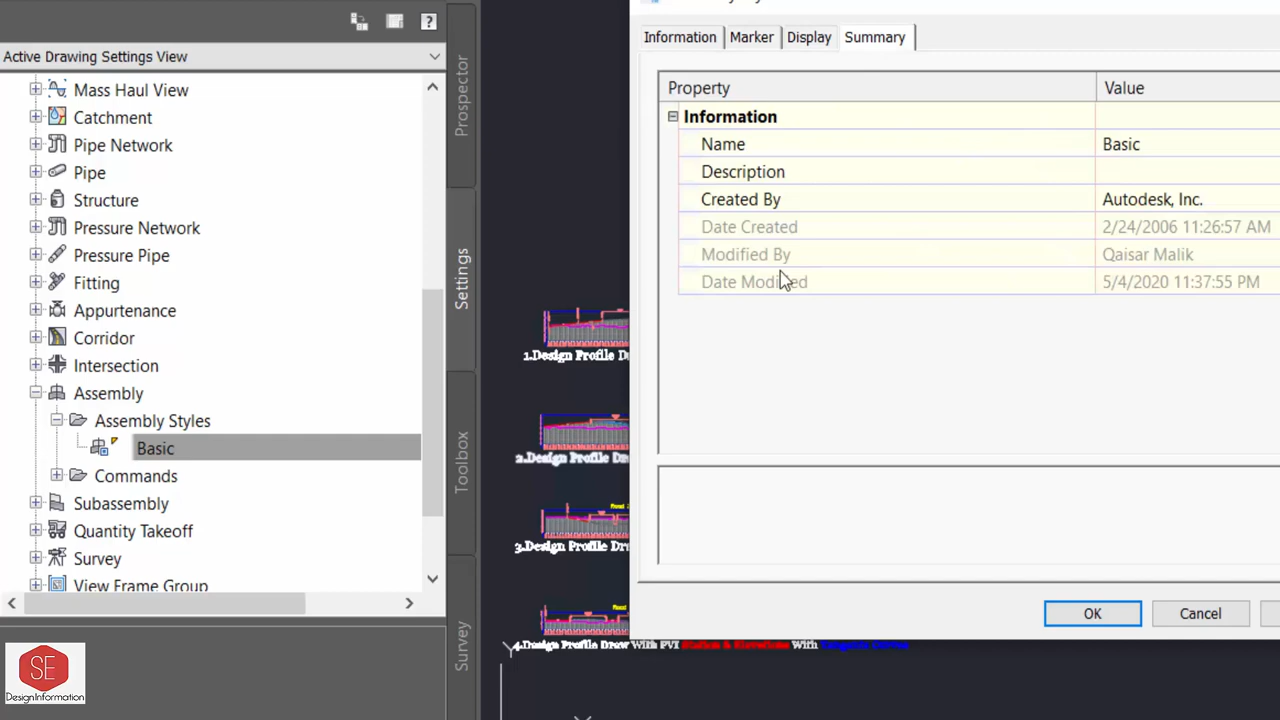 Active Drawing Settings View
Mass Haul View
Catchment
Pipe Network
Pipe
Structure
Pressure Network
Pressure Pipe
Fitting
Appurtenance
Corridor
Intersection
Assembly
Assembly Styles
Basic
Commands
Subassembly
Quantity Takeoff
Survey
View Frame Group
SE
DesignInformation
Prospector
Settings
Toolbox
Survey
1.Design Profile
2.Design Profile
3.Design Profile
4.Design Profile Draw With PVI Station & Elevations With
Information
Marker
Display
Summary
Property Value
Information
Name Basic
Description
Created By Autodesk, Inc.
Date Created 2/24/2006 11:26:57 AM
Modified By Qaisar Malik
Date Modified 5/4/2020 11:37:55 PM
OK
Cancel